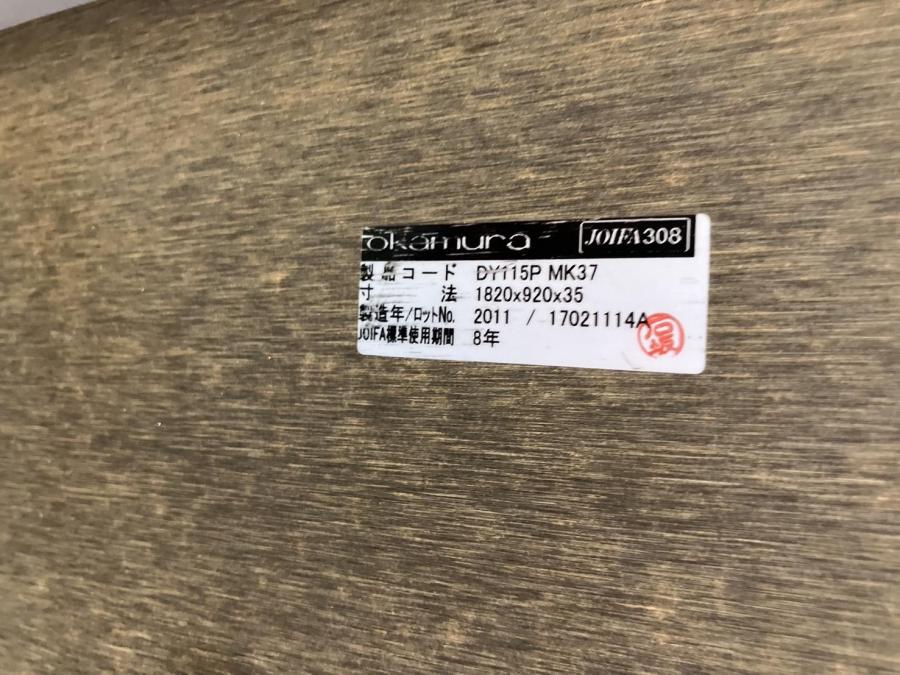 okamura JOIFA308
製品コード DY115P MK37
寸法 1820x920x35
製造年/ロットNo. 2011 / 17021114A
JOIFA標準使用期間 8年